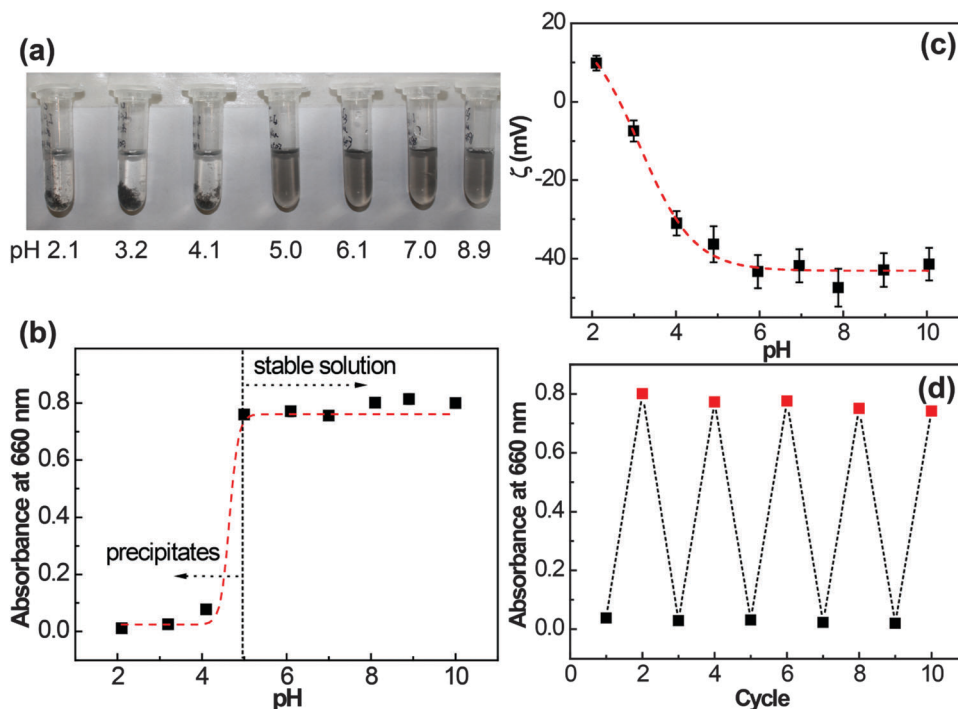 (a)
pH 2.1 3.2 4.1 5.0 6.1 7.0 8.9
(b)
Absorbance at 660 nm
0.8
0.6
0.4
0.2
0.0
stable solution
precipitates
2 4 6 8 10
pH
(c)
ζ (mV)
20
0
-20
-40
2 4 6 8 10
pH
(d)
Absorbance at 660 nm
0.8
0.6
0.4
0.2
0.0
0 2 4 6 8 10
Cycle